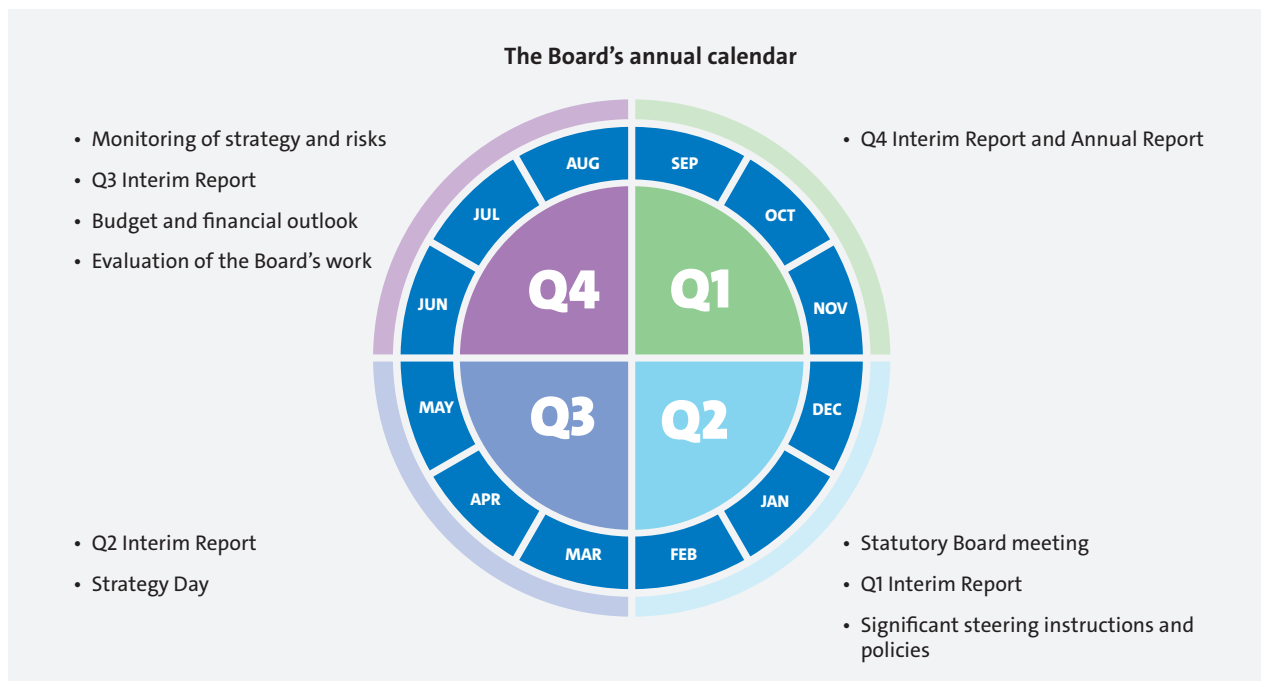 The Board’s annual calendar
• Monitoring of strategy and risks
• Q3 Interim Report
• Budget and financial outlook
• Evaluation of the Board’s work
• Q4 Interim Report and Annual Report
AUG
SEP
JUL
OCT
JUN
NOV
Q4
Q1
MAY
DEC
Q3
Q2
APR
JAN
MAR
FEB
• Q2 Interim Report
• Strategy Day
• Statutory Board meeting
• Q1 Interim Report
• Significant steering instructions and
policies